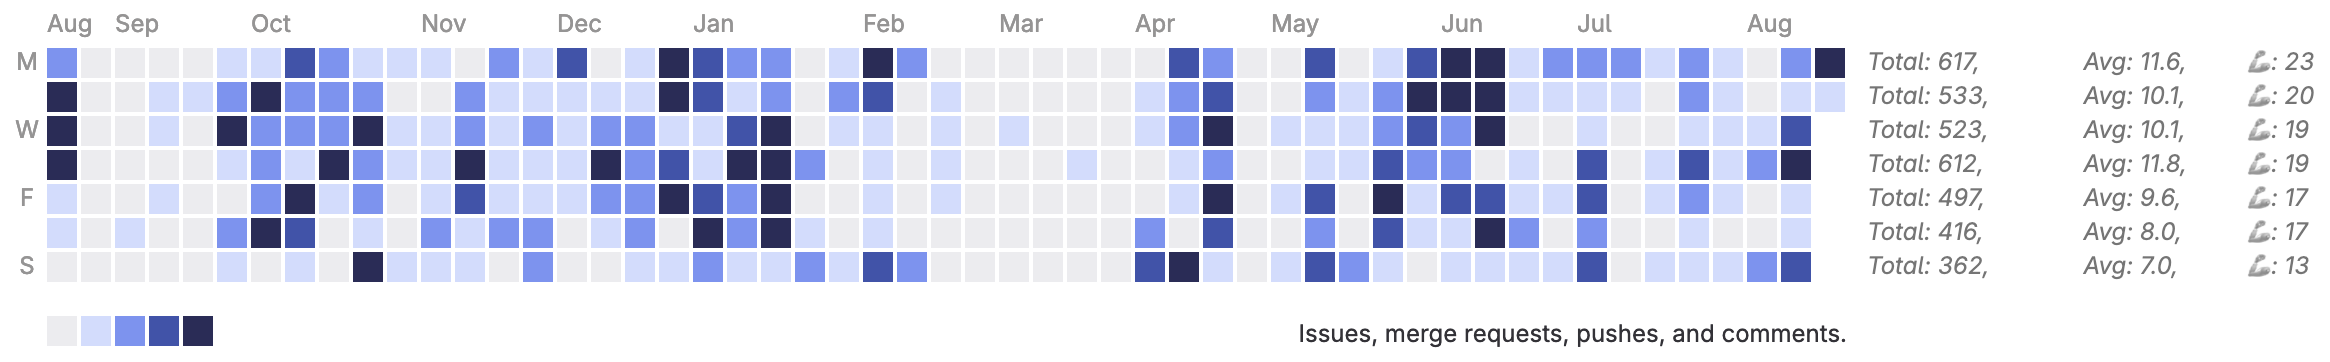 Aug Sep Oct Nov Dec Jan Feb Mar Apr May Jun Jul Aug
M Total: 617, Avg: 11.6, 💪: 23
Total: 533, Avg: 10.1, 💪: 20
W Total: 523, Avg: 10.1, 💪: 19
Total: 612, Avg: 11.8, 💪: 19
F Total: 497, Avg: 9.6, 💪: 17
Total: 416, Avg: 8.0, 💪: 17
S Total: 362, Avg: 7.0, 💪: 13
Issues, merge requests, pushes, and comments.